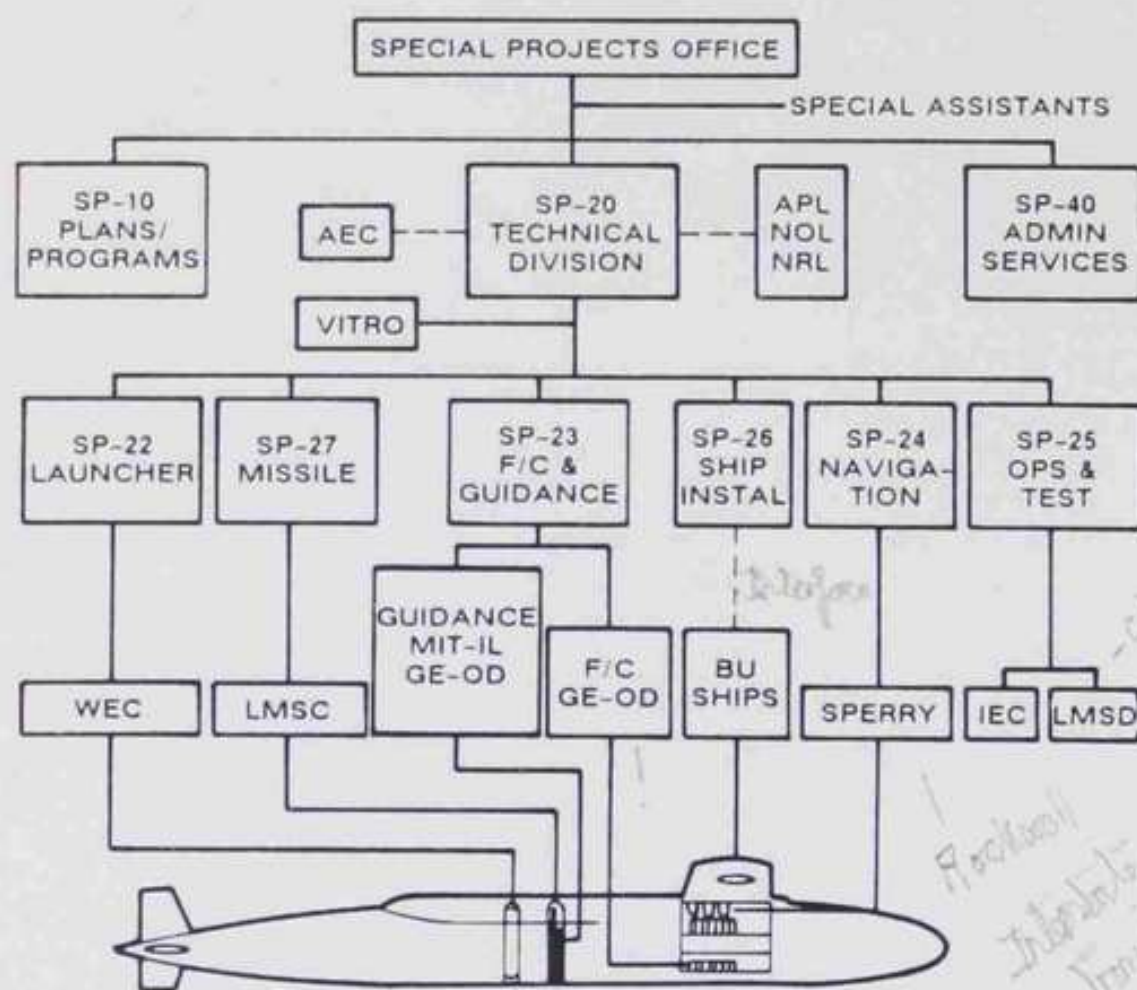 SPECIAL PROJECTS OFFICE
SPECIAL ASSISTANTS
SP-10
PLANS/
PROGRAMS
AEC
SP-20
TECHNICAL
DIVISION
APL
NOL
NRL
SP-40
ADMIN
SERVICES
VITRO
SP-22
LAUNCHER
SP-27
MISSILE
SP-23
F/C &
GUIDANCE
SP-26
SHIP
INSTAL
SP-24
NAVIGA-
TION
SP-25
OPS &
TEST
GUIDANCE
MIT-IL
GE-OD
F/C
GE-OD
BU
SHIPS
WEC
LMSC
SPERRY
IEC
LMSD